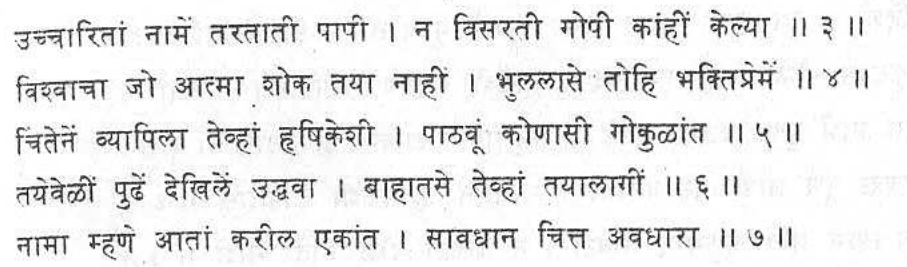 उच्चारितां नामें तरताती पापी । न विसरती गोपी कांहीं केल्या ॥ ३ ॥
विश्वाचा जो आत्मा शोक तया नाहीं । भुललासे तोहि भक्तिप्रेमें ॥ ४ ॥
चिंतेनें व्यापिला तेव्हां हृषिकेशी । पाठवूं कोणासी गोकुळांत ॥ ५ ॥
तयेवेळीं पुढें देखिलें उद्धवा । बाहातसे तेव्हां तयालागीं ॥ ६ ॥
नामा म्हणे आतां करील एकांत । सावधान चित्त अवधारा ॥ ७ ॥